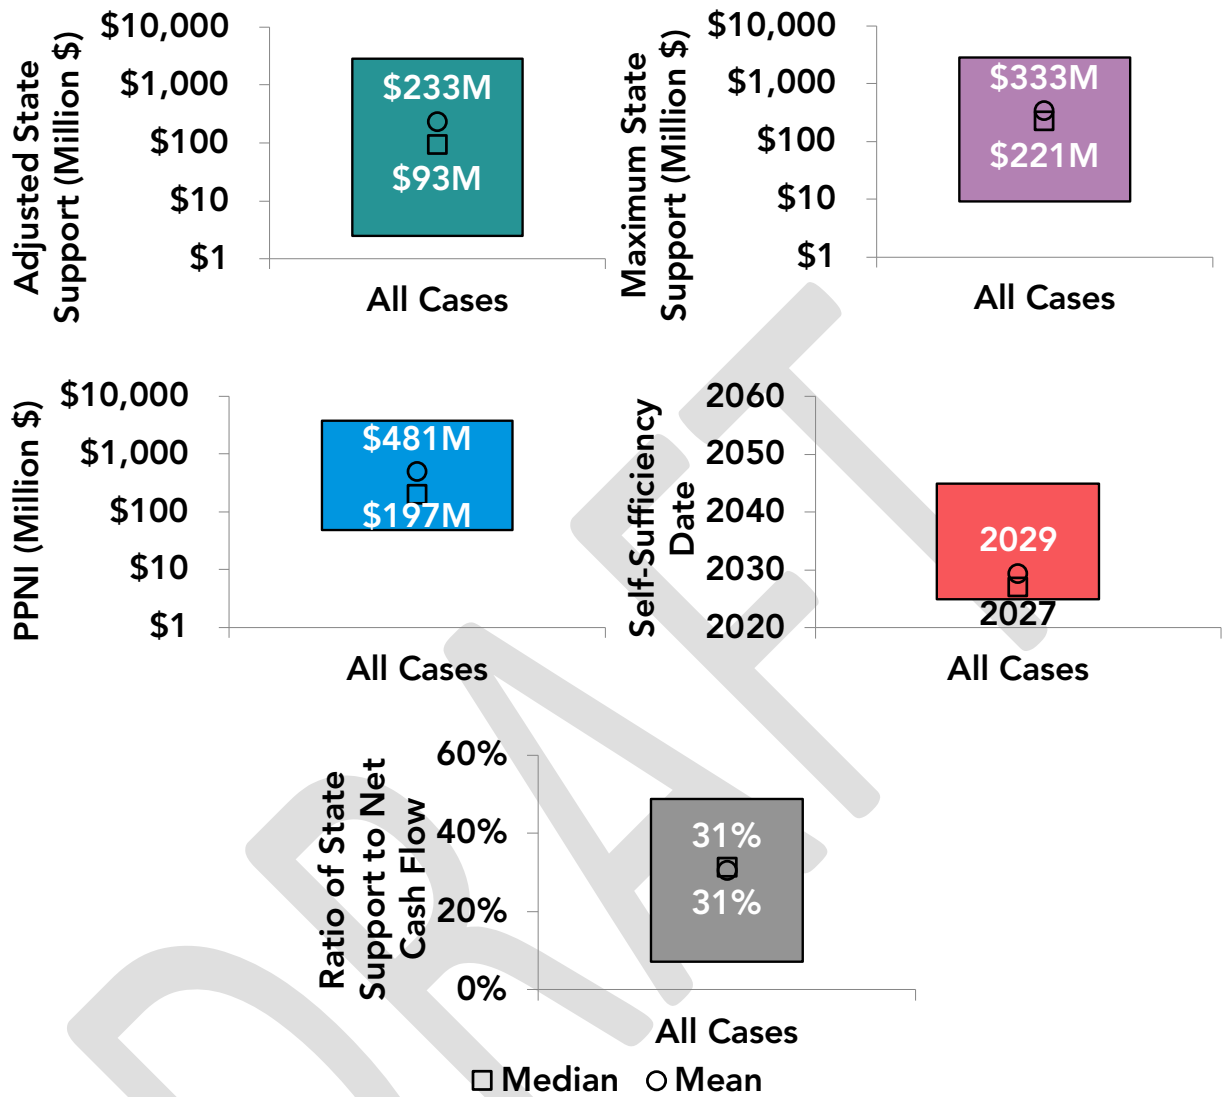 Adjusted State
Support (Million $)
$10,000
$1,000
$100
$10
$1
$233M
$93M
All Cases
Maximum State
Support (Million $)
$10,000
$1,000
$100
$10
$1
$333M
$221M
All Cases
PPNI (Million $)
$10,000
$1,000
$100
$10
$1
$481M
$197M
All Cases
Self-Sufficiency
Date
2060
2050
2040
2030
2020
2029
2027
All Cases
Ratio of State
Support to Net
Cash Flow
60%
40%
20%
0%
31%
31%
All Cases
Median Mean
DRAFT